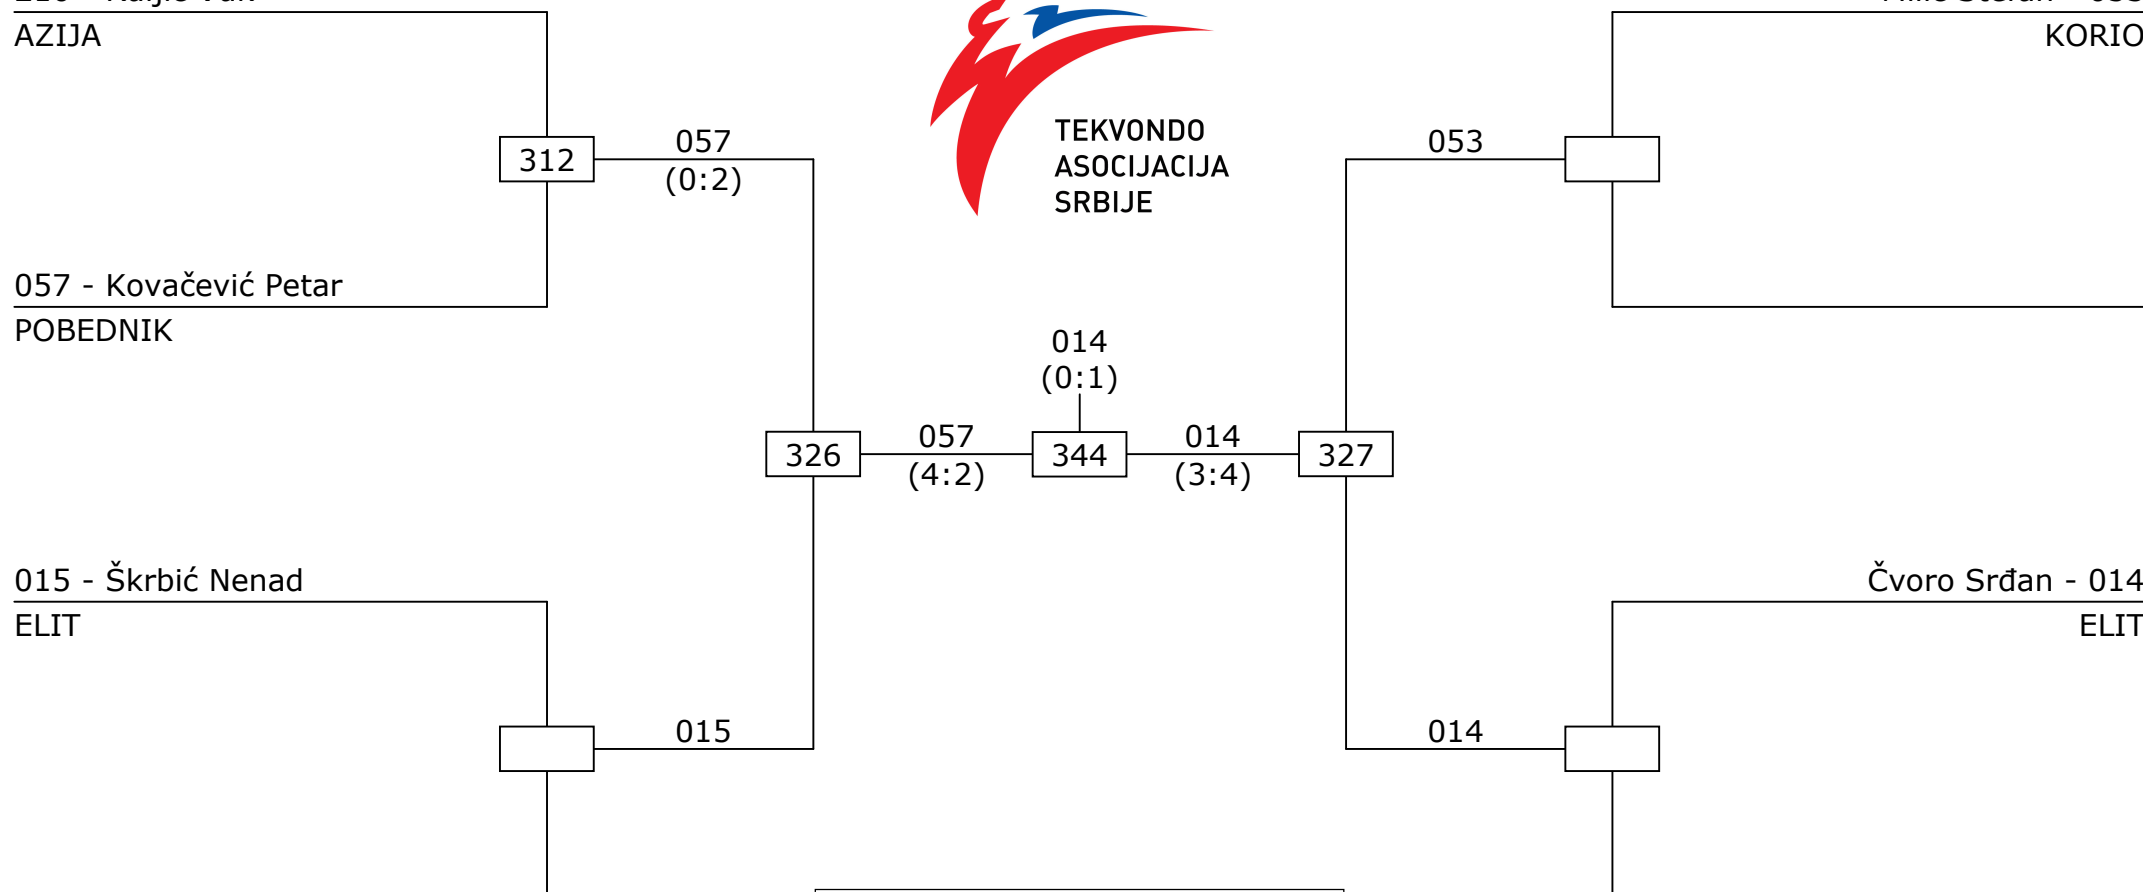 AZIJA
KORIO
TEKVONDO
ASOCIJACIJA
SRBIJE
057
(0:2)
312
053
057 - Kovačević Petar
POBEDNIK
014
(0:1)
326
057
(4:2)
344
014
(3:4)
327
015 - Škrbić Nenad
ELIT
Čvoro Srđan - 014
ELIT
015
014